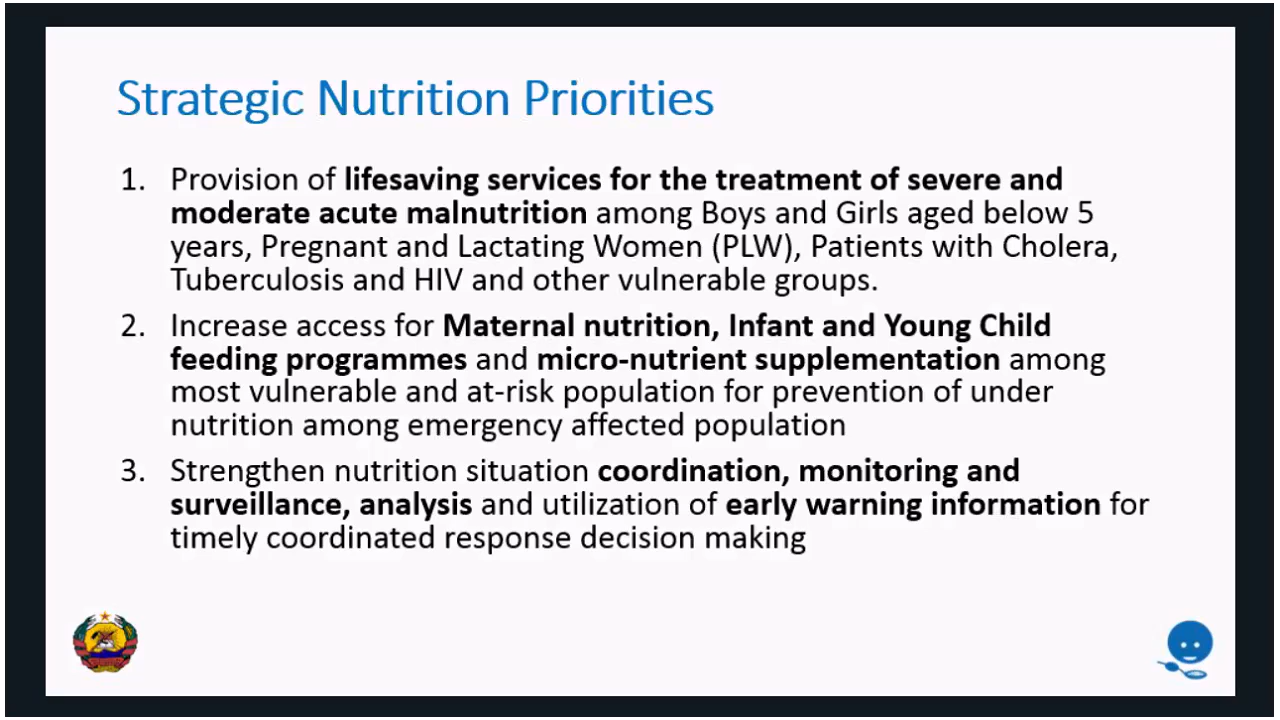 Strategic Nutrition Priorities
1. Provision of lifesaving services for the treatment of severe and
moderate acute malnutrition among Boys and Girls aged below 5
years, Pregnant and Lactating Women (PLW), Patients with Cholera,
Tuberculosis and HIV and other vulnerable groups.
2. Increase access for Maternal nutrition, Infant and Young Child
feeding programmes and micro-nutrient supplementation among
most vulnerable and at-risk population for prevention of under
nutrition among emergency affected population
3. Strengthen nutrition situation coordination, monitoring and
surveillance, analysis and utilization of early warning information for
timely coordinated response decision making